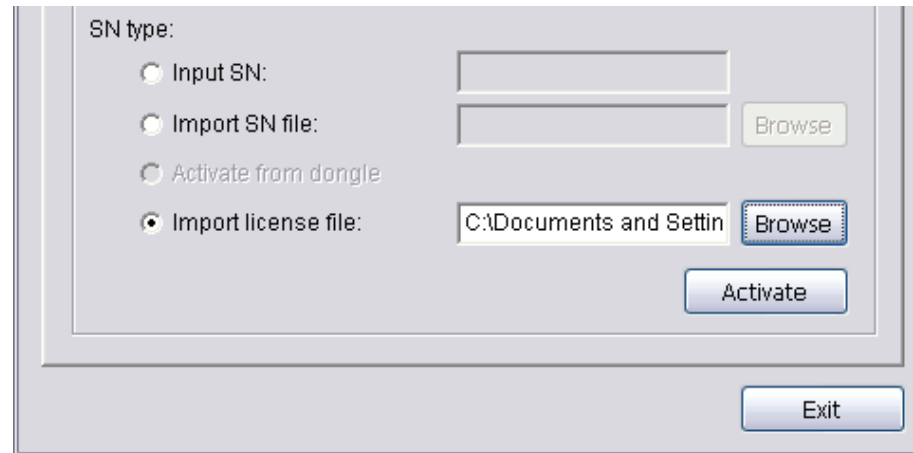 SN type:
Input SN:
Import SN file: Browse
Activate from dongle
Import license file: C:\Documents and Settin Browse
Activate
Exit